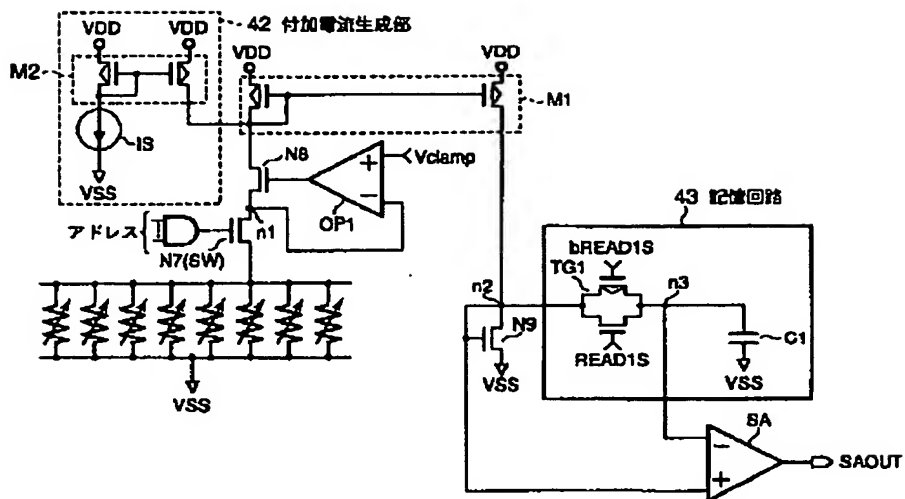 42 付加電流生成部
VDD
VDD
VDD
VDD
M2
M1
IS
VSS
N8
Vclamp
+
−
OP1
n1
アドレス
N7(SW)
43 記憶回路
bREAD1S
TG1
n2
n3
N9
READ1S
C1
VSS
VSS
VSS
SA
−
+
SAOUT